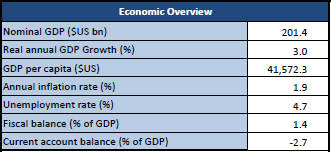 Economic Overview
Nominal GDP ($US bn) 201.4
Real annual GDP Growth (%) 3.0
GDP per capita ($US) 41,572.3
Annual inflation rate (%) 1.9
Unemployment rate (%) 4.7
Fiscal balance (% of GDP) 1.4
Current account balance (% of GDP) -2.7